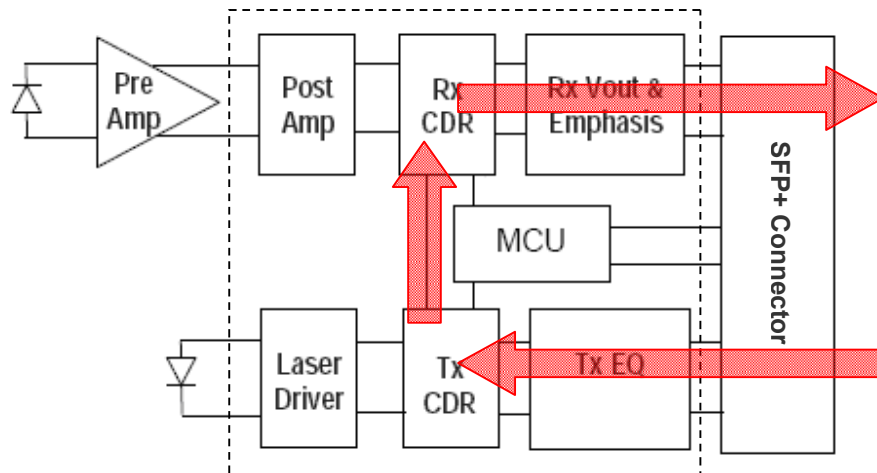 Pre
Amp
Post
Amp
Rx
CDR
Rx Vout &
Emphasis
SFP+ Connector
MCU
Laser
Driver
Tx
CDR
Tx EQ